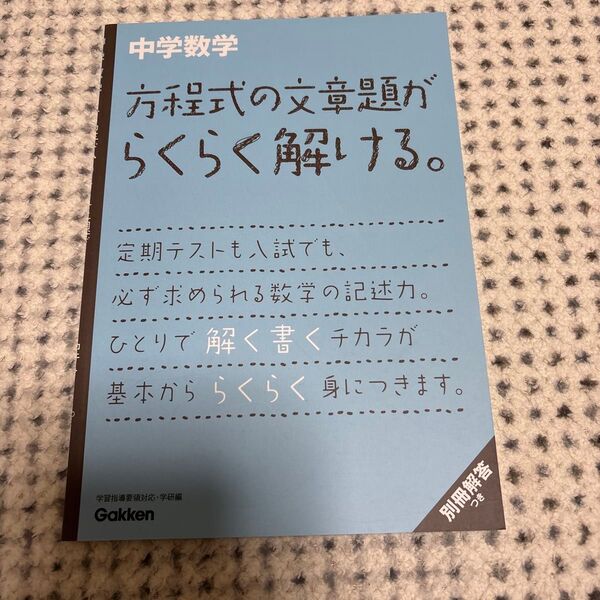 中学数学
方程式の文章題が
らくらく解ける。
定期テストも入試でも、
必ず求められる数学の記述力。
ひとりで解く書くチカラが
基本かららくらく身につきます。
学習指導要領対応・学研編
Gakken
別冊解答
つき